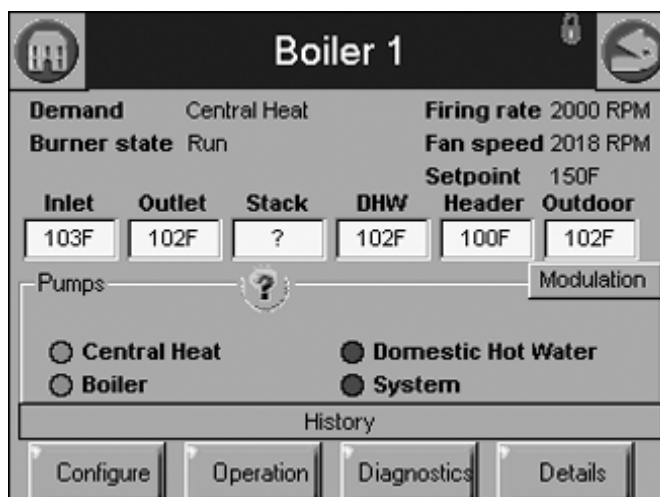 Boiler 1
Demand Central Heat Firing rate 2000 RPM
Burner state Run Fan speed 2018 RPM
Setpoint 150F
Inlet Outlet Stack DHW Header Outdoor
103F 102F ? 102F 100F 102F
Pumps ? Modulation
Central Heat Domestic Hot Water
Boiler System
History
Configure Operation Diagnostics Details